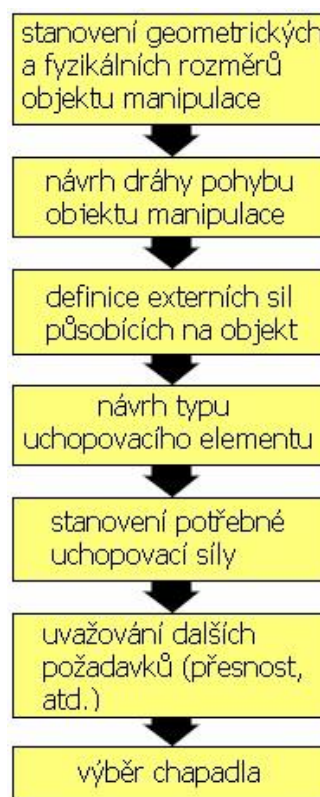 stanovení geometrických
a fyzikálních rozměrů
objektu manipulace
návrh dráhy pohybu
obiektu manipulace
definice externích sil
působících na objekt
návrh typu
uchopovacího elementu
stanovení potřebné
uchopovací síly
uvažování dalších
požadavků (přesnost,
atd.)
výběr chapadla